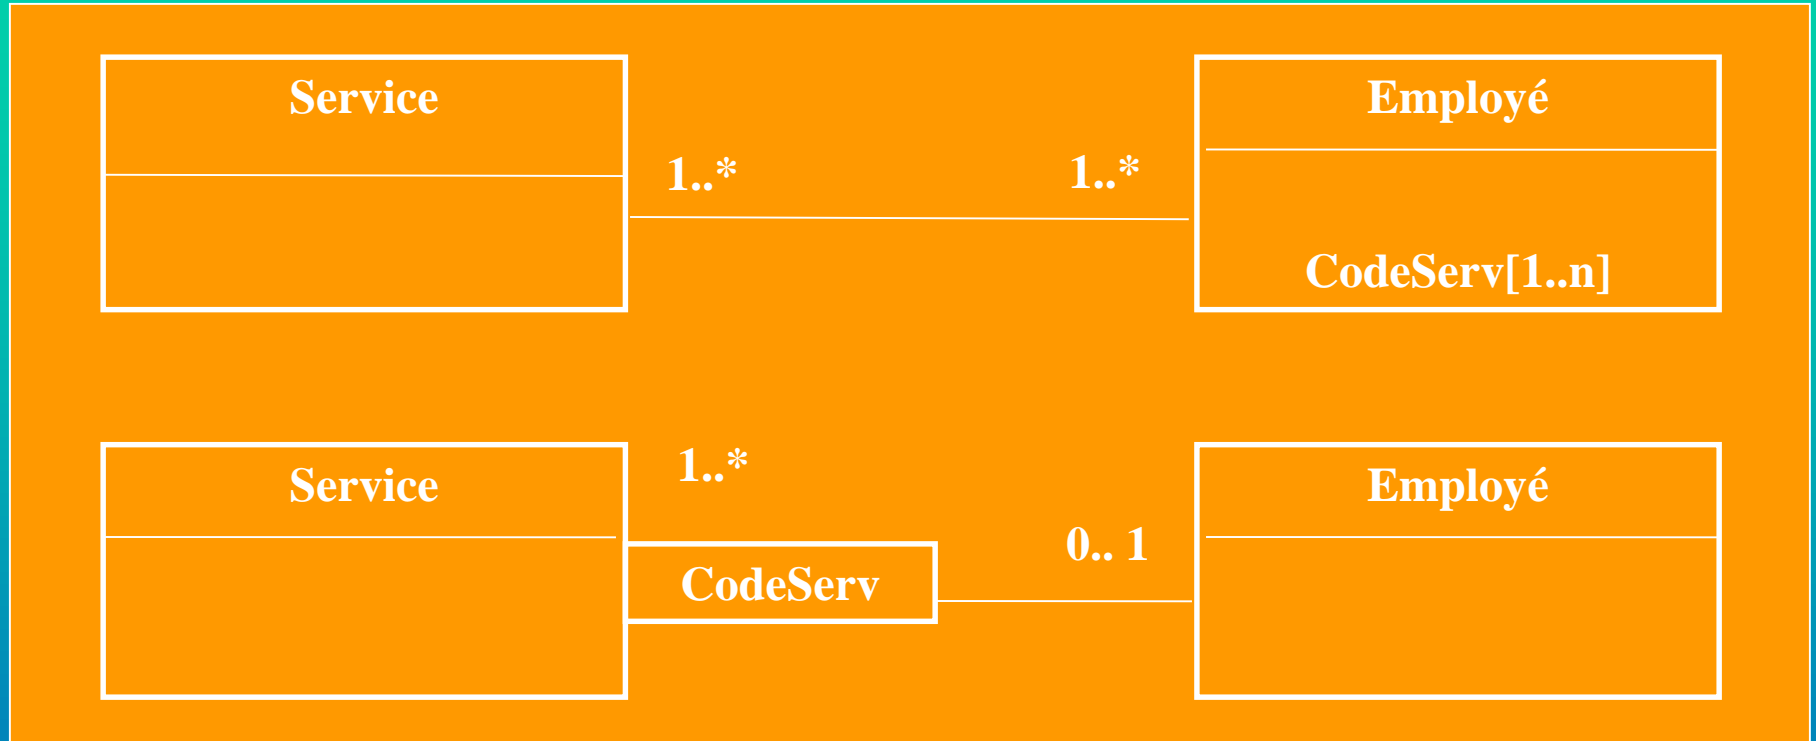 Service
Employé
1..*
1..*
CodeServ[1..n]
Service
1..*
Employé
0.. 1
CodeServ